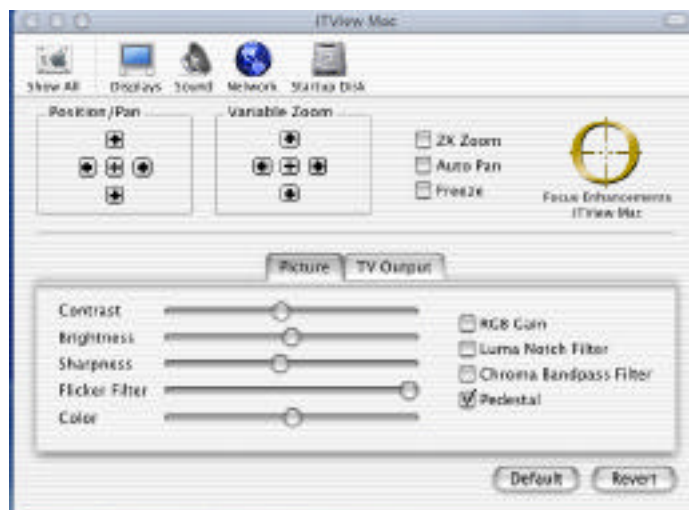 iTView Mac
Show All Displays Sound Network Startup Disk
Position/Pan Variable Zoom
2X Zoom
Auto Pan
Freeze
Focus Enhancements
iTView Mac
Picture TV Output
Contrast
Brightness
Sharpness
Flicker Filter
Color
RGB Gain
Luma Notch Filter
Chroma Bandpass Filter
Pedestal
Default Revert